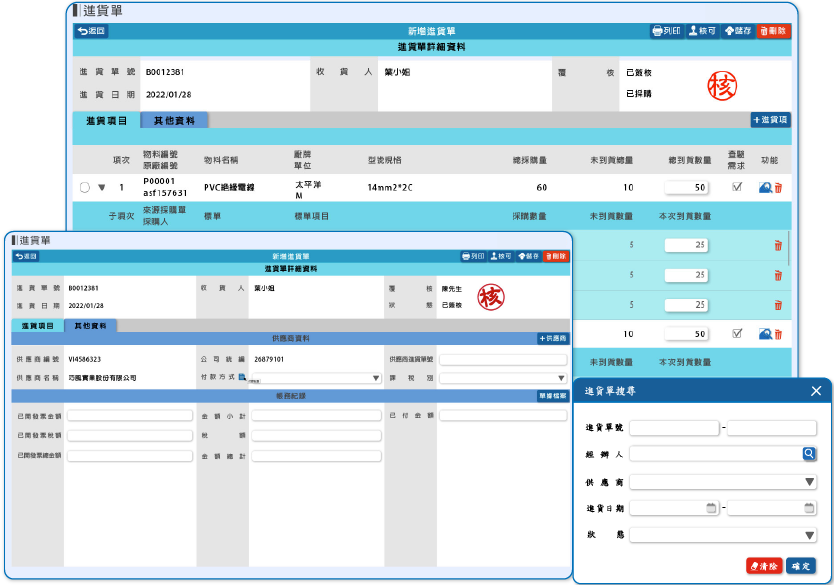 進貨單
返回 新增進貨單 列印 核可 儲存 刪除
進貨單詳細資料
進貨單號 B0012381 收貨人 葉小姐 覆核 已簽核
進貨日期 2022/01/28 已採購
核
進貨項目 其他資料 +進貨項
項次 物料編號 物料名稱 廠牌 型號規格 總採購量 未到貨總量 總到貨數量 查驗 功能
原廠編號 單位 需求
1 P00001 PVC絕緣電線 太平洋 14mm2*2C 60 10 50
asf157631 M
子項次 來源採購單 標單 標單項目 採購數量 未到貨數量 本次到貨數量
採購人
5 25
5 25
5 25
10 50
未到貨數量 本次到貨數量
進貨單
返回 新增進貨單 列印 核可 儲存 刪除
進貨單詳細資料
進貨單號 B0012381 收貨人 葉小姐 覆核 陳先生
進貨日期 2022/01/28 狀態 已簽核
核
進貨項目 其他資料
供應商資料 +供應商
供應商編號 VI4586323 公司統編 26879101 供應商進貨單號
供應商名稱 巧風實業股份有限公司 付款方式 課稅別
帳務紀錄 單據檔案
已開發票金額 金額小計 已付金額
已開發票稅額 稅額
已開發票總金額 金額總計
進貨單搜尋
進貨單號 -
經辦人
供應商
進貨日期 -
狀態
清除 確定